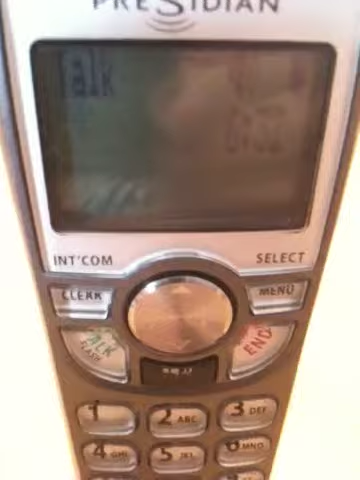 PRESIDIAN
Talk
INT'COM SELECT
CLEAR MENU
TALK END
FLASH
1 2 ABC 3 DEF
4 GHI 5 JKL 6 MNO